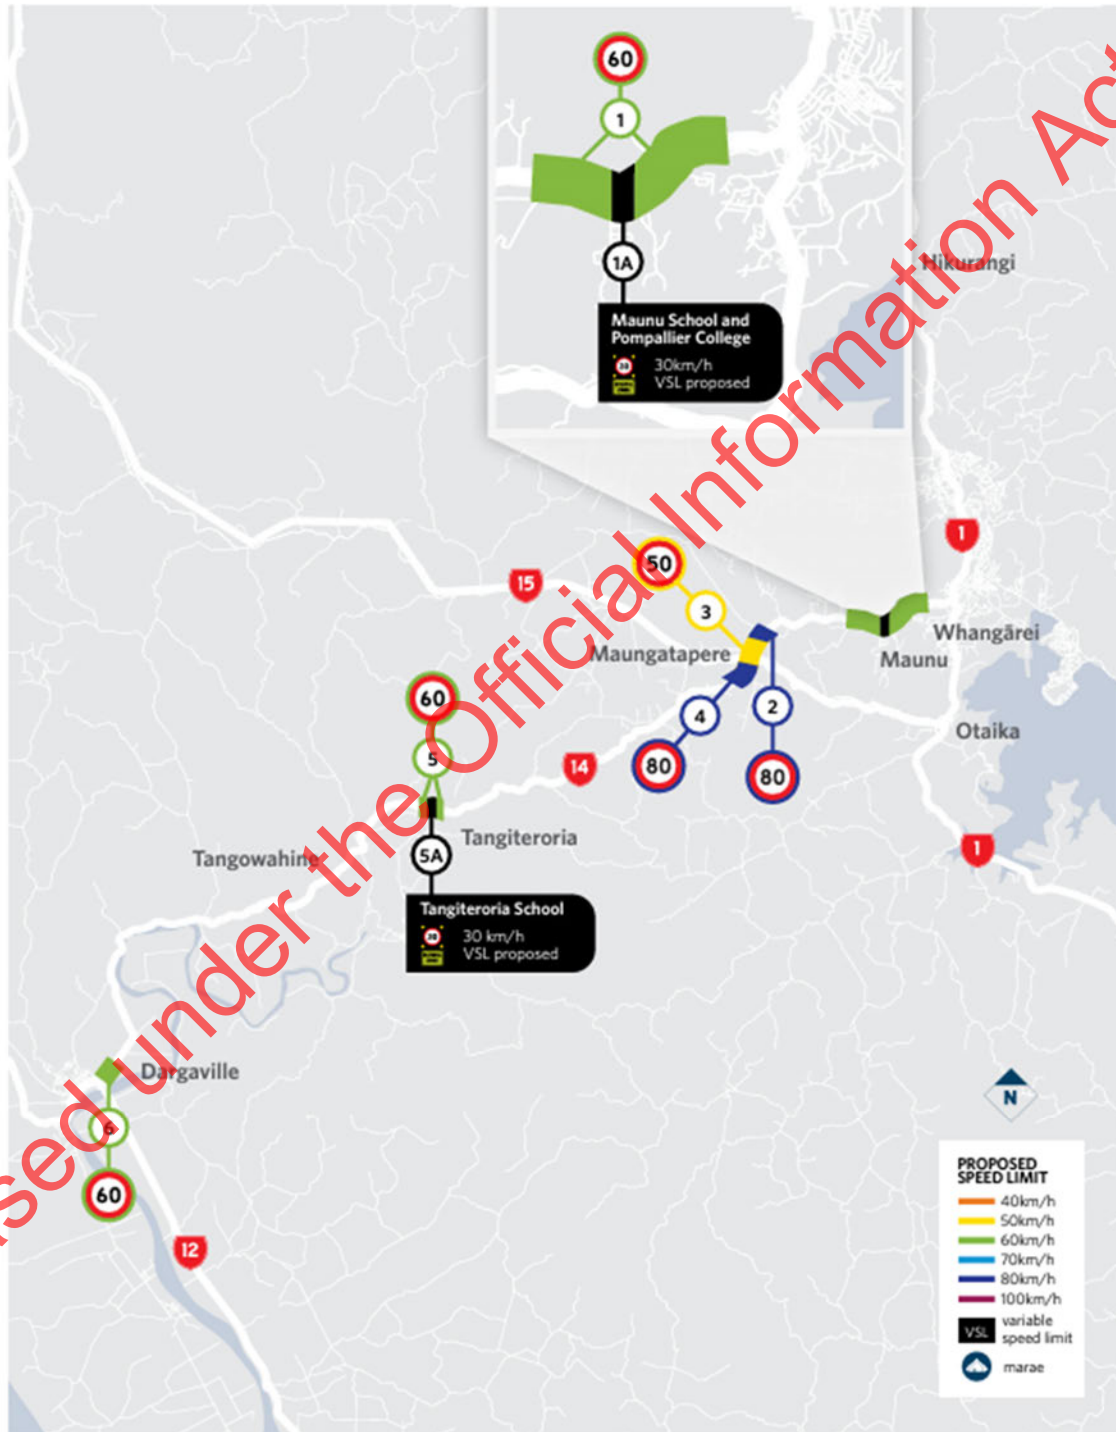 60
1
1A
Maunu School and
Pompallier College
30
30km/h
VSL proposed
Hikurangi
1
50
3
15
Maungatapere
Whangārei
Maunu
60
5
4
2
80
80
14
Otaika
Tangiteroria
Tangowahine
5A
1
Tangiteroria School
30
30 km/h
VSL proposed
Dargaville
6
60
12
N
PROPOSED
SPEED LIMIT
40km/h
50km/h
60km/h
70km/h
80km/h
100km/h
VSL
variable
speed limit
marae
sed under the Official Information Act